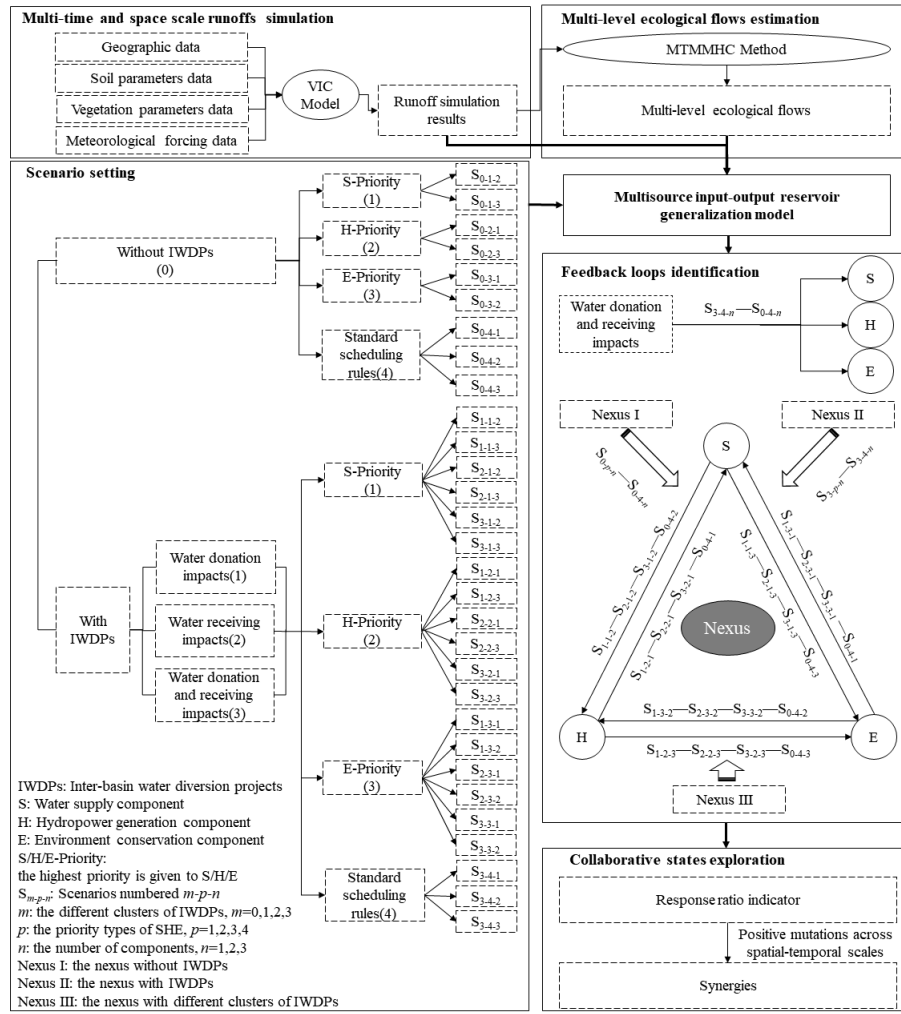 Multi-time and space scale runoffs simulation
Geographic data
Soil parameters data
Vegetation parameters data
Meteorological forcing data
VIC
Model
Runoff simulation
results
Multi-level ecological flows estimation
MTMMHC Method
Multi-level ecological flows
Scenario setting
Without IWDPs
(0)
S-Priority
(1)
H-Priority
(2)
E-Priority
(3)
Standard
scheduling
rules(4)
S0-1-2
S0-1-3
S0-2-1
S0-2-3
S0-3-1
S0-3-2
S0-4-1
S0-4-2
S0-4-3
With
IWDPs
Water donation
impacts(1)
Water receiving
impacts(2)
Water donation
and receiving
impacts(3)
S-Priority
(1)
H-Priority
(2)
E-Priority
(3)
Standard
scheduling
rules(4)
S1-1-2
S1-1-3
S2-1-2
S2-1-3
S3-1-2
S3-1-3
S1-2-1
S1-2-3
S2-2-1
S2-2-3
S3-2-1
S3-2-3
S1-3-1
S1-3-2
S2-3-1
S2-3-2
S3-3-1
S3-3-2
S3-4-1
S3-4-2
S3-4-3
IWDPs: Inter-basin water diversion projects
S: Water supply component
H: Hydropower generation component
E: Environment conservation component
S/H/E-Priority:
the highest priority is given to S/H/E
Sm-p-n: Scenarios numbered m-p-n
m: the different clusters of IWDPs, m=0,1,2,3
p: the priority types of SHE, p=1,2,3,4
n: the number of components, n=1,2,3
Nexus I: the nexus without IWDPs
Nexus II: the nexus with IWDPs
Nexus III: the nexus with different clusters of IWDPs
Multisource input-output reservoir
generalization model
Feedback loops identification
Water donation
and receiving
impacts
S3-4-n—S0-4-n
S
H
E
Nexus I
Nexus II
S0-p-n—S0-4-n
S3-p-n—S3-4-n
S
S1-1-2—S2-1-2—S3-1-2—S0-4-2
S1-2-1—S2-2-1—S3-2-1—S0-4-1
S1-1-3—S2-1-3—S3-1-3—S0-4-3
S1-3-1—S2-3-1—S3-3-1—S0-4-1
Nexus
H
S1-3-2—S2-3-2—S3-3-2—S0-4-2
S1-2-3—S2-2-3—S3-2-3—S0-4-3
E
Nexus III
Collaborative states exploration
Response ratio indicator
Positive mutations across
spatial-temporal scales
Synergies